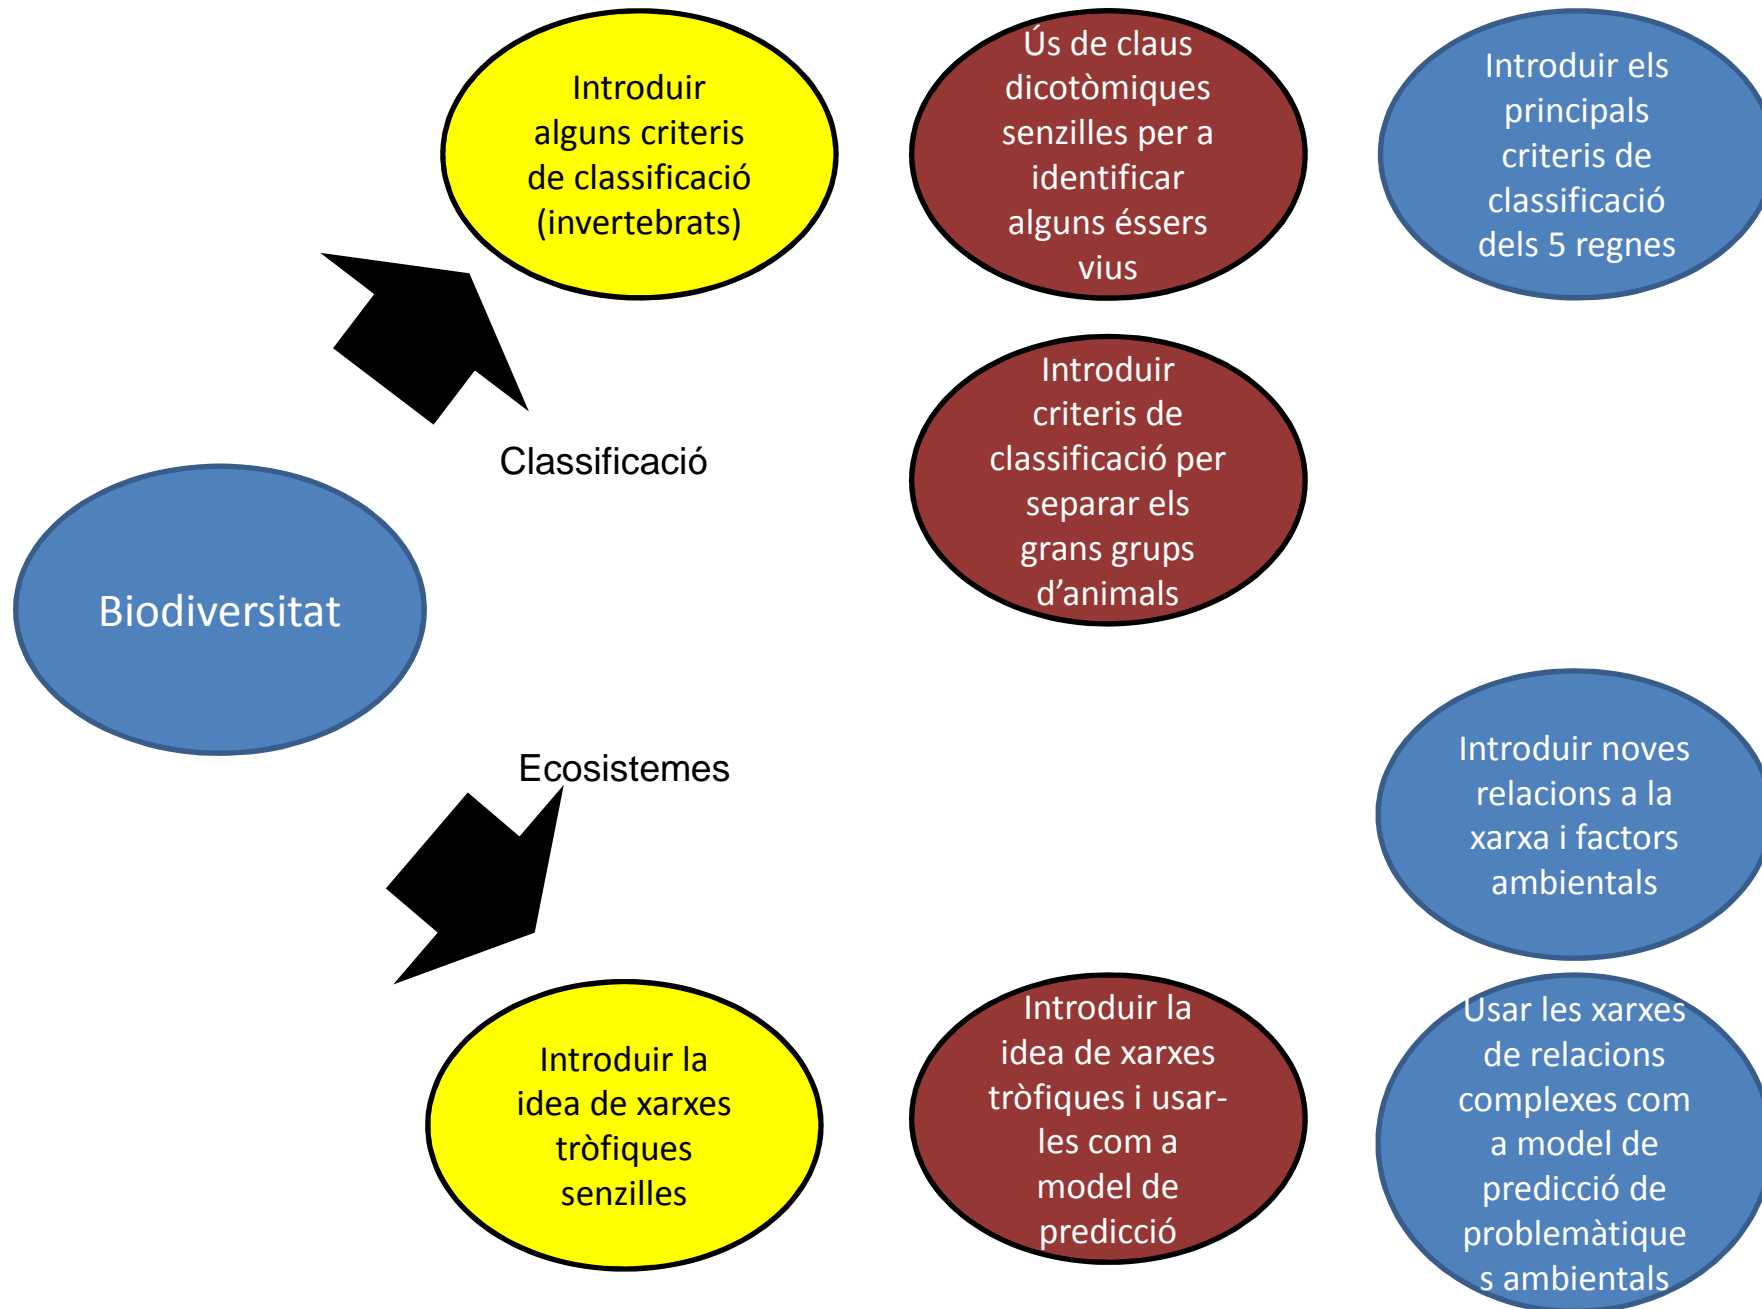 Introduir
alguns criteris
de classificació
(invertebrats)
Ús de claus
dicotòmiques
senzilles per a
identificar
alguns éssers
vius
Introduir els
principals
criteris de
classificació
dels 5 regnes
Introduir
criteris de
classificació per
separar els
grans grups
d’animals
Classificació
Biodiversitat
Ecosistemes
Introduir noves
relacions a la
xarxa i factors
ambientals
Introduir la
idea de xarxes
tròfiques
senzilles
Introduir la
idea de xarxes
tròfiques i usar-
les com a
model de
predicció
Usar les xarxes
de relacions
complexes com
a model de
predicció de
problemàtique
s ambientals